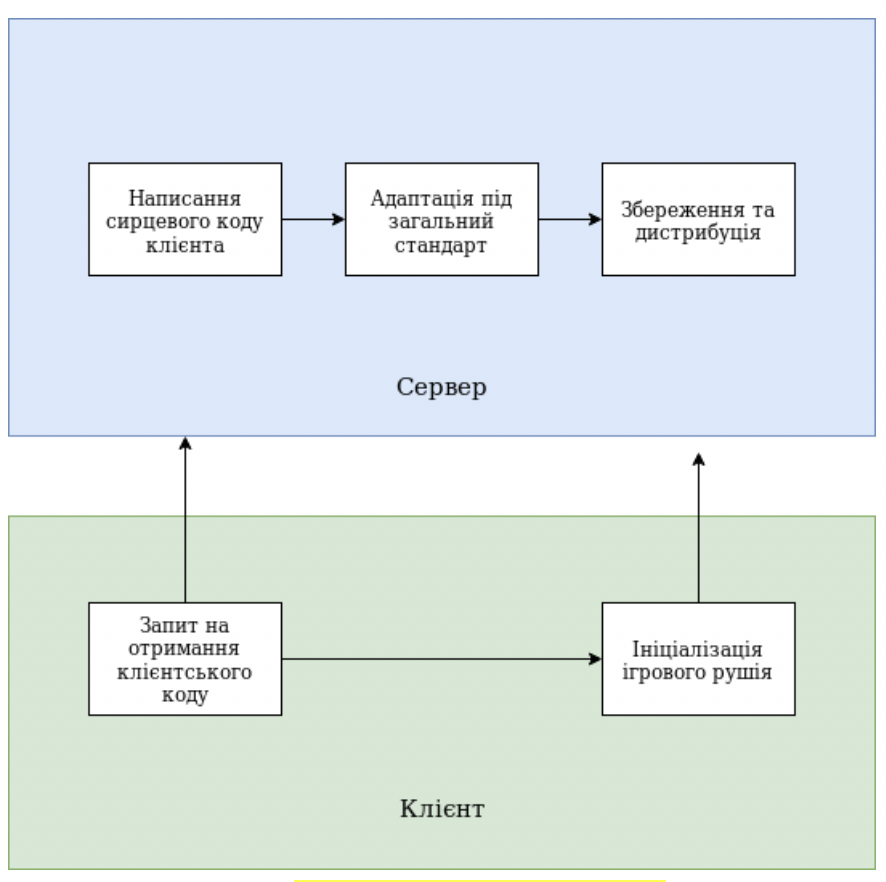 Написання
сирцевого коду
клієнта
Адаптація під
загальний
стандарт
Збереження та
дистрибуція
Сервер
Запит на
отримання
клієнтського
коду
Ініціалізація
ігрового рушія
Клієнт